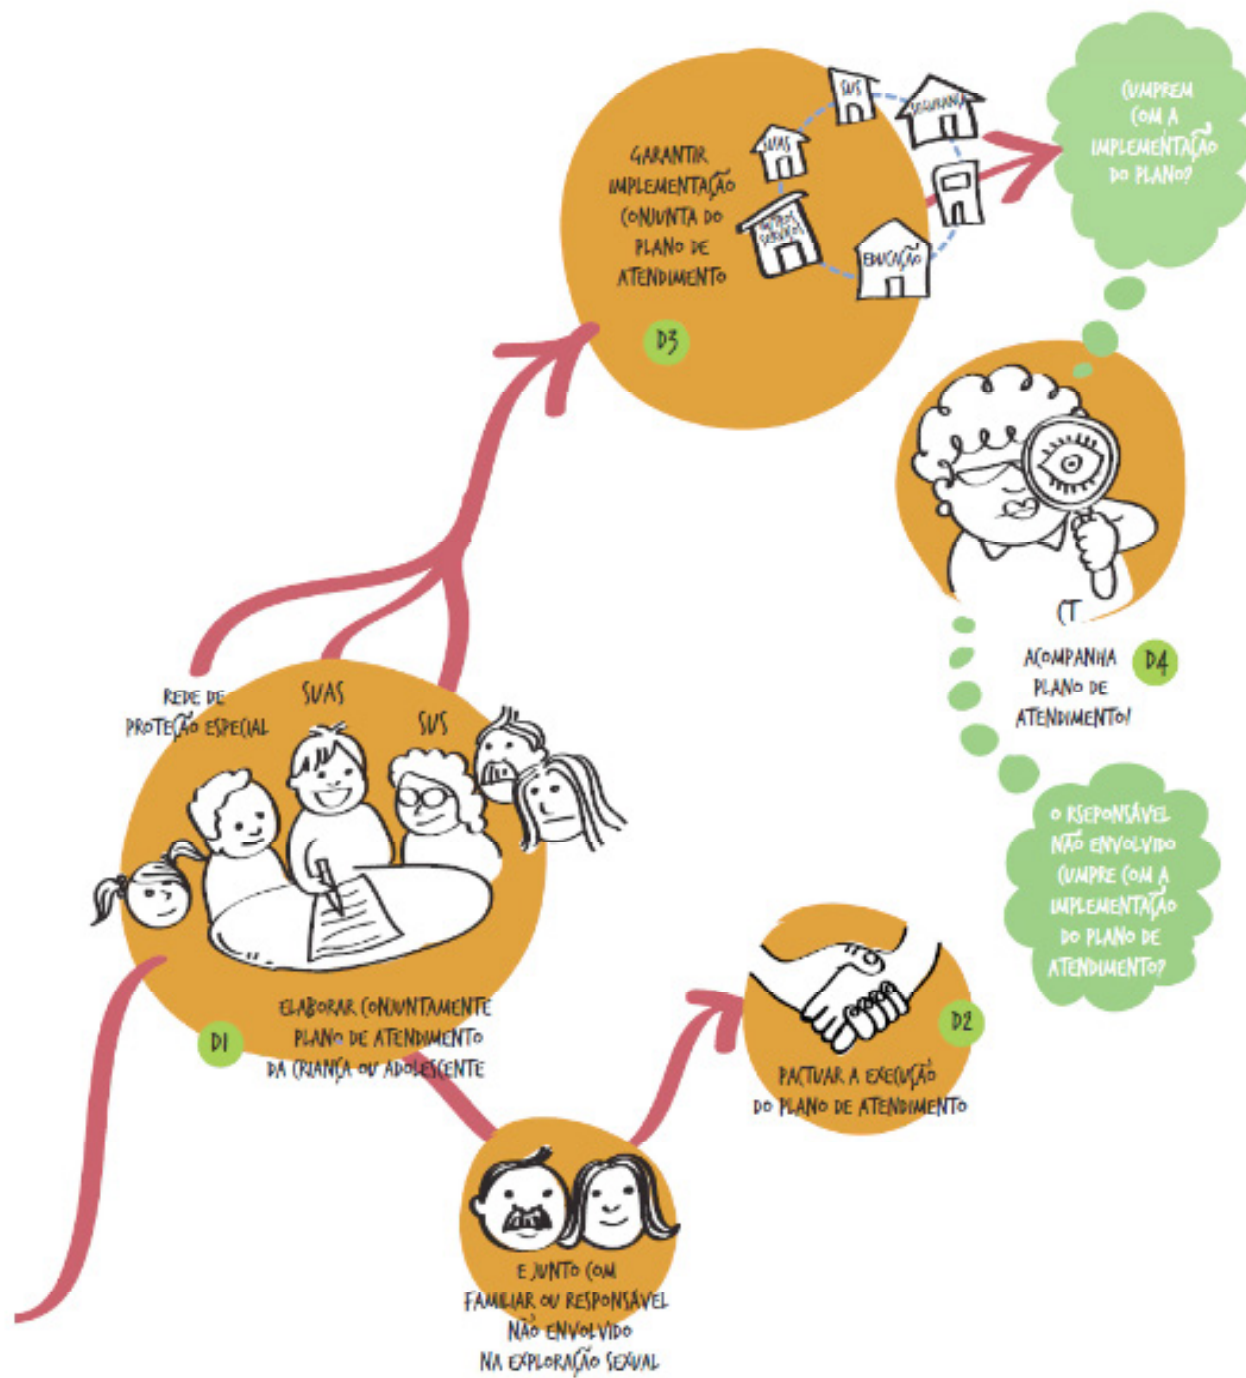 CUMPREM
COM A
IMPLEMENTAÇÃO
DO PLANO?
GARANTIR
IMPLEMENTAÇÃO
CONJUNTA DO
PLANO DE
ATENDIMENTO
SUS
SEGURANÇA
SUAS
OUTROS
SERVIÇOS
EDUCAÇÃO
D3
CT
ACOMPANHA
PLANO DE
ATENDIMENTO!
D4
REDE DE
PROTEÇÃO ESPECIAL
SUAS
SUS
O RSEPONSÁVEL
NÃO ENVOLVIDO
CUMPRE COM A
IMPLEMENTAÇÃO
DO PLANO DE
ATENDIMENTO?
D1
ELABORAR CONJUNTAMENTE
PLANO DE ATENDIMENTO
DA CRIANÇA OU ADOLESCENTE
D2
PACTUAR A EXECUÇÃO
DO PLANO DE ATENDIMENTO
E JUNTO COM
FAMILIAR OU RESPONSÁVEL
NÃO ENVOLVIDO
NA EXPLORAÇÃO SEXUAL